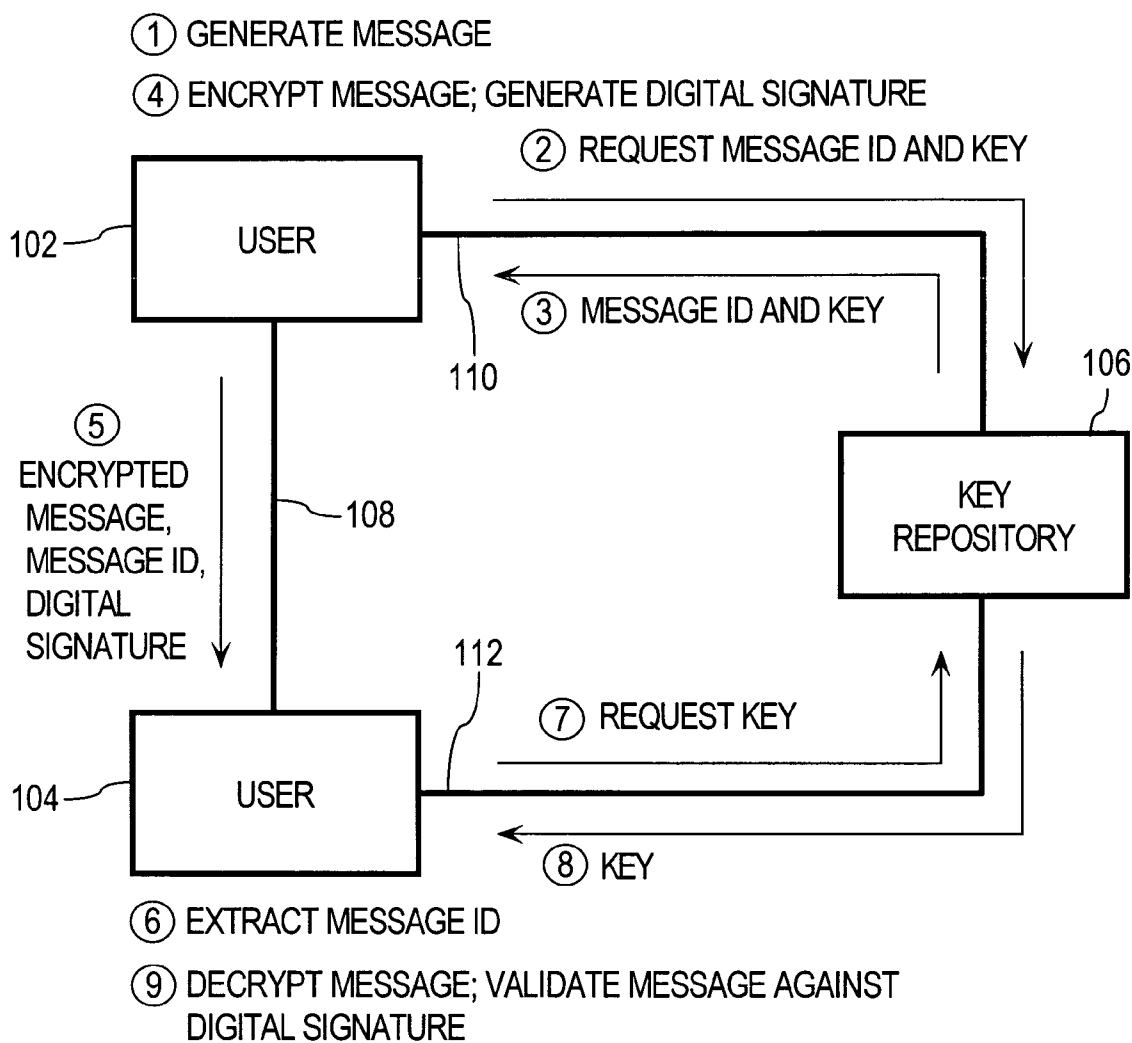 ① GENERATE MESSAGE
④ ENCRYPT MESSAGE; GENERATE DIGITAL SIGNATURE
② REQUEST MESSAGE ID AND KEY
102
USER
③ MESSAGE ID AND KEY
110
106
⑤
ENCRYPTED
MESSAGE,
MESSAGE ID,
DIGITAL
SIGNATURE
108
KEY
REPOSITORY
112
⑦ REQUEST KEY
104
USER
⑧ KEY
⑥ EXTRACT MESSAGE ID
⑨ DECRYPT MESSAGE; VALIDATE MESSAGE AGAINST
DIGITAL SIGNATURE